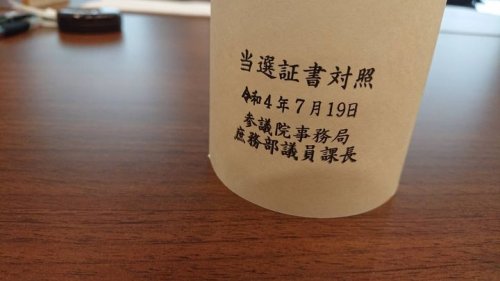 当選証書対照
令和4年7月19日
参議院事務局
庶務部議員課長